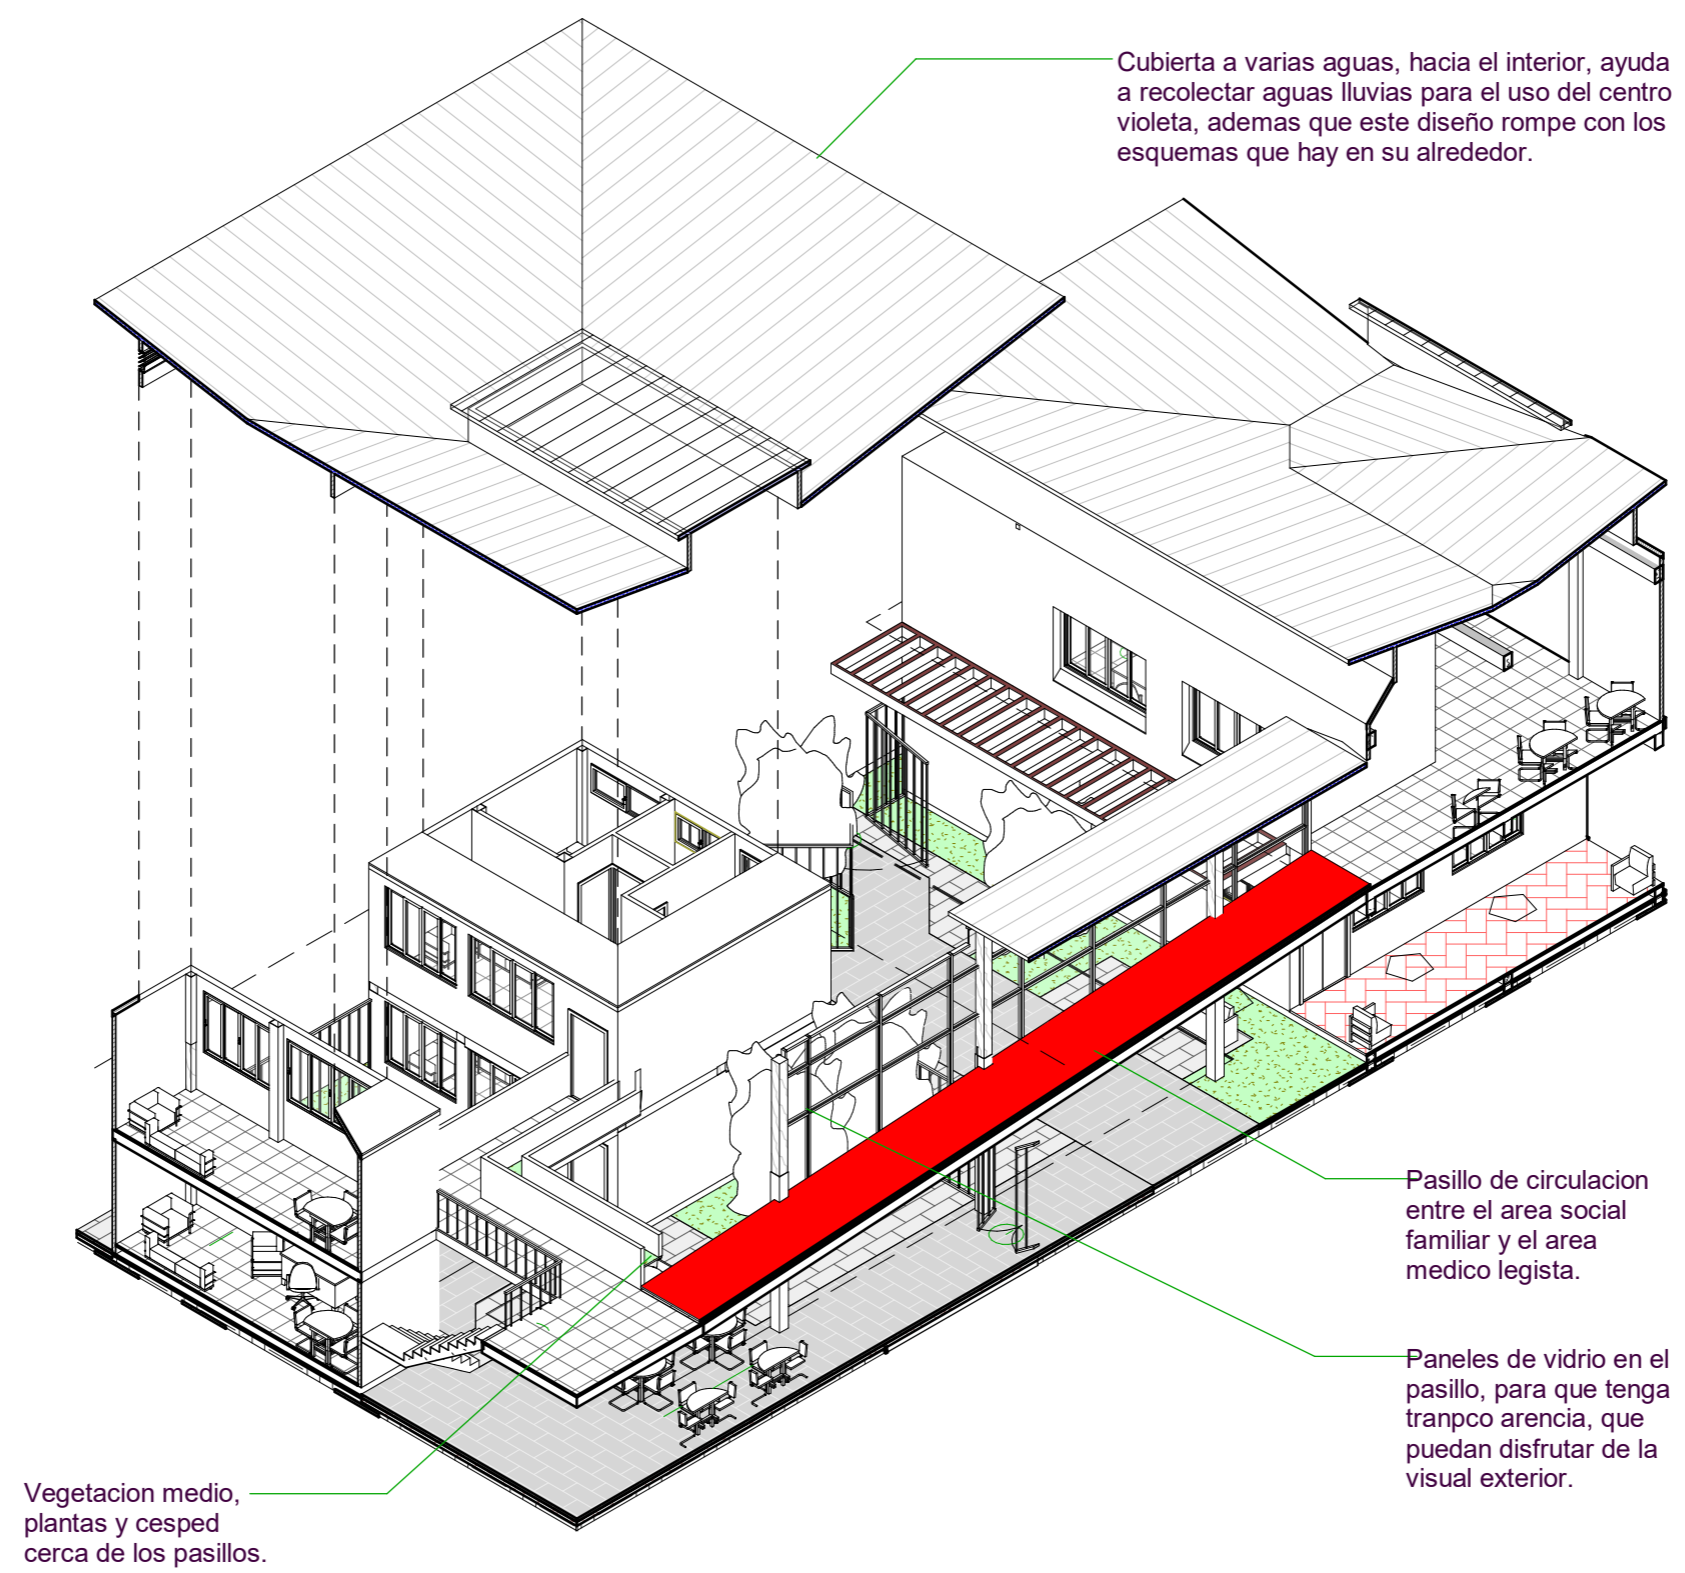 Cubierta a varias aguas, hacia el interior, ayuda
a recolectar aguas lluvias para el uso del centro
violeta, ademas que este diseño rompe con los
esquemas que hay en su alrededor.
Pasillo de circulacion
entre el area social
familiar y el area
medico legista.
Paneles de vidrio en el
pasillo, para que tenga
tranpco arencia, que
puedan disfrutar de la
visual exterior.
Vegetacion medio,
plantas y cesped
cerca de los pasillos.